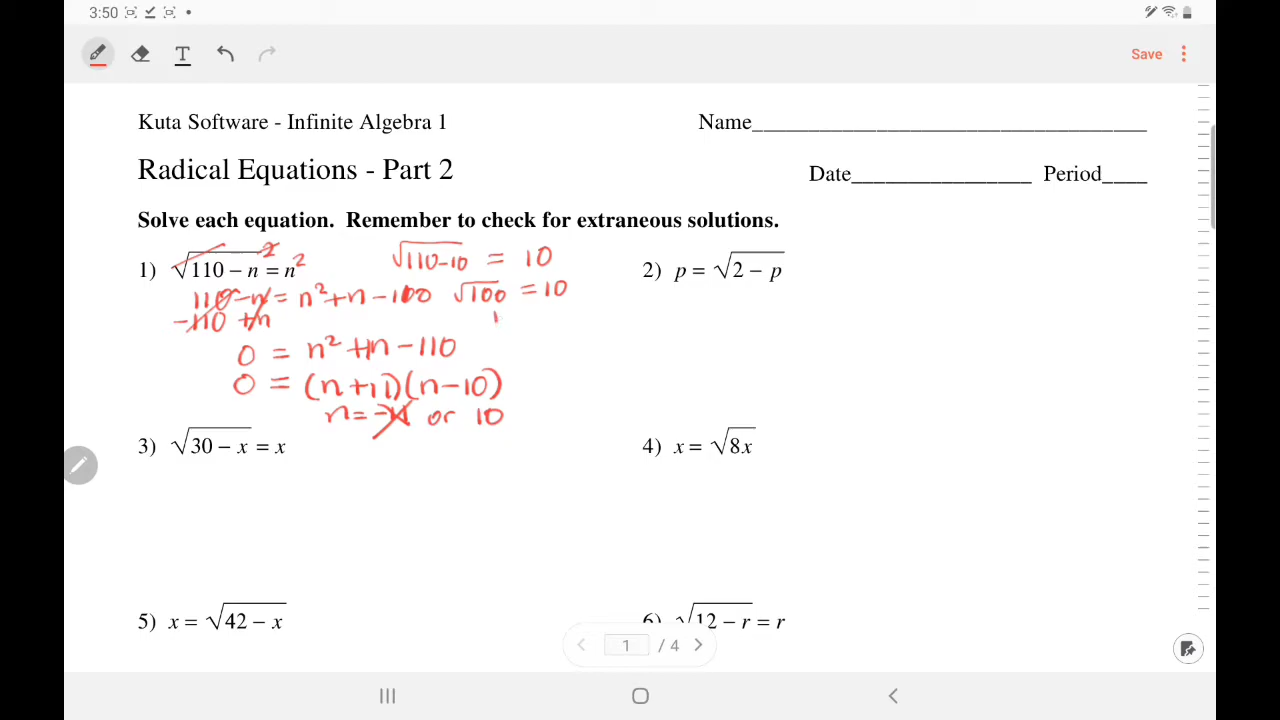 3:50
Save
Kuta Software - Infinite Algebra 1 Name
Radical Equations - Part 2 Date Period
Solve each equation. Remember to check for extraneous solutions.
1) √110 − n = n
2 2
110 - n = n² + n - 100
-110 + n
0 = n² + n - 110
0 = (n + 11)(n - 10)
n = -11 or 10
√110-10 = 10
√100 = 10
2) p = √2 − p
3) √30 − x = x
4) x = √8x
5) x = √42 − x
6) √12 − r = r
1 / 4